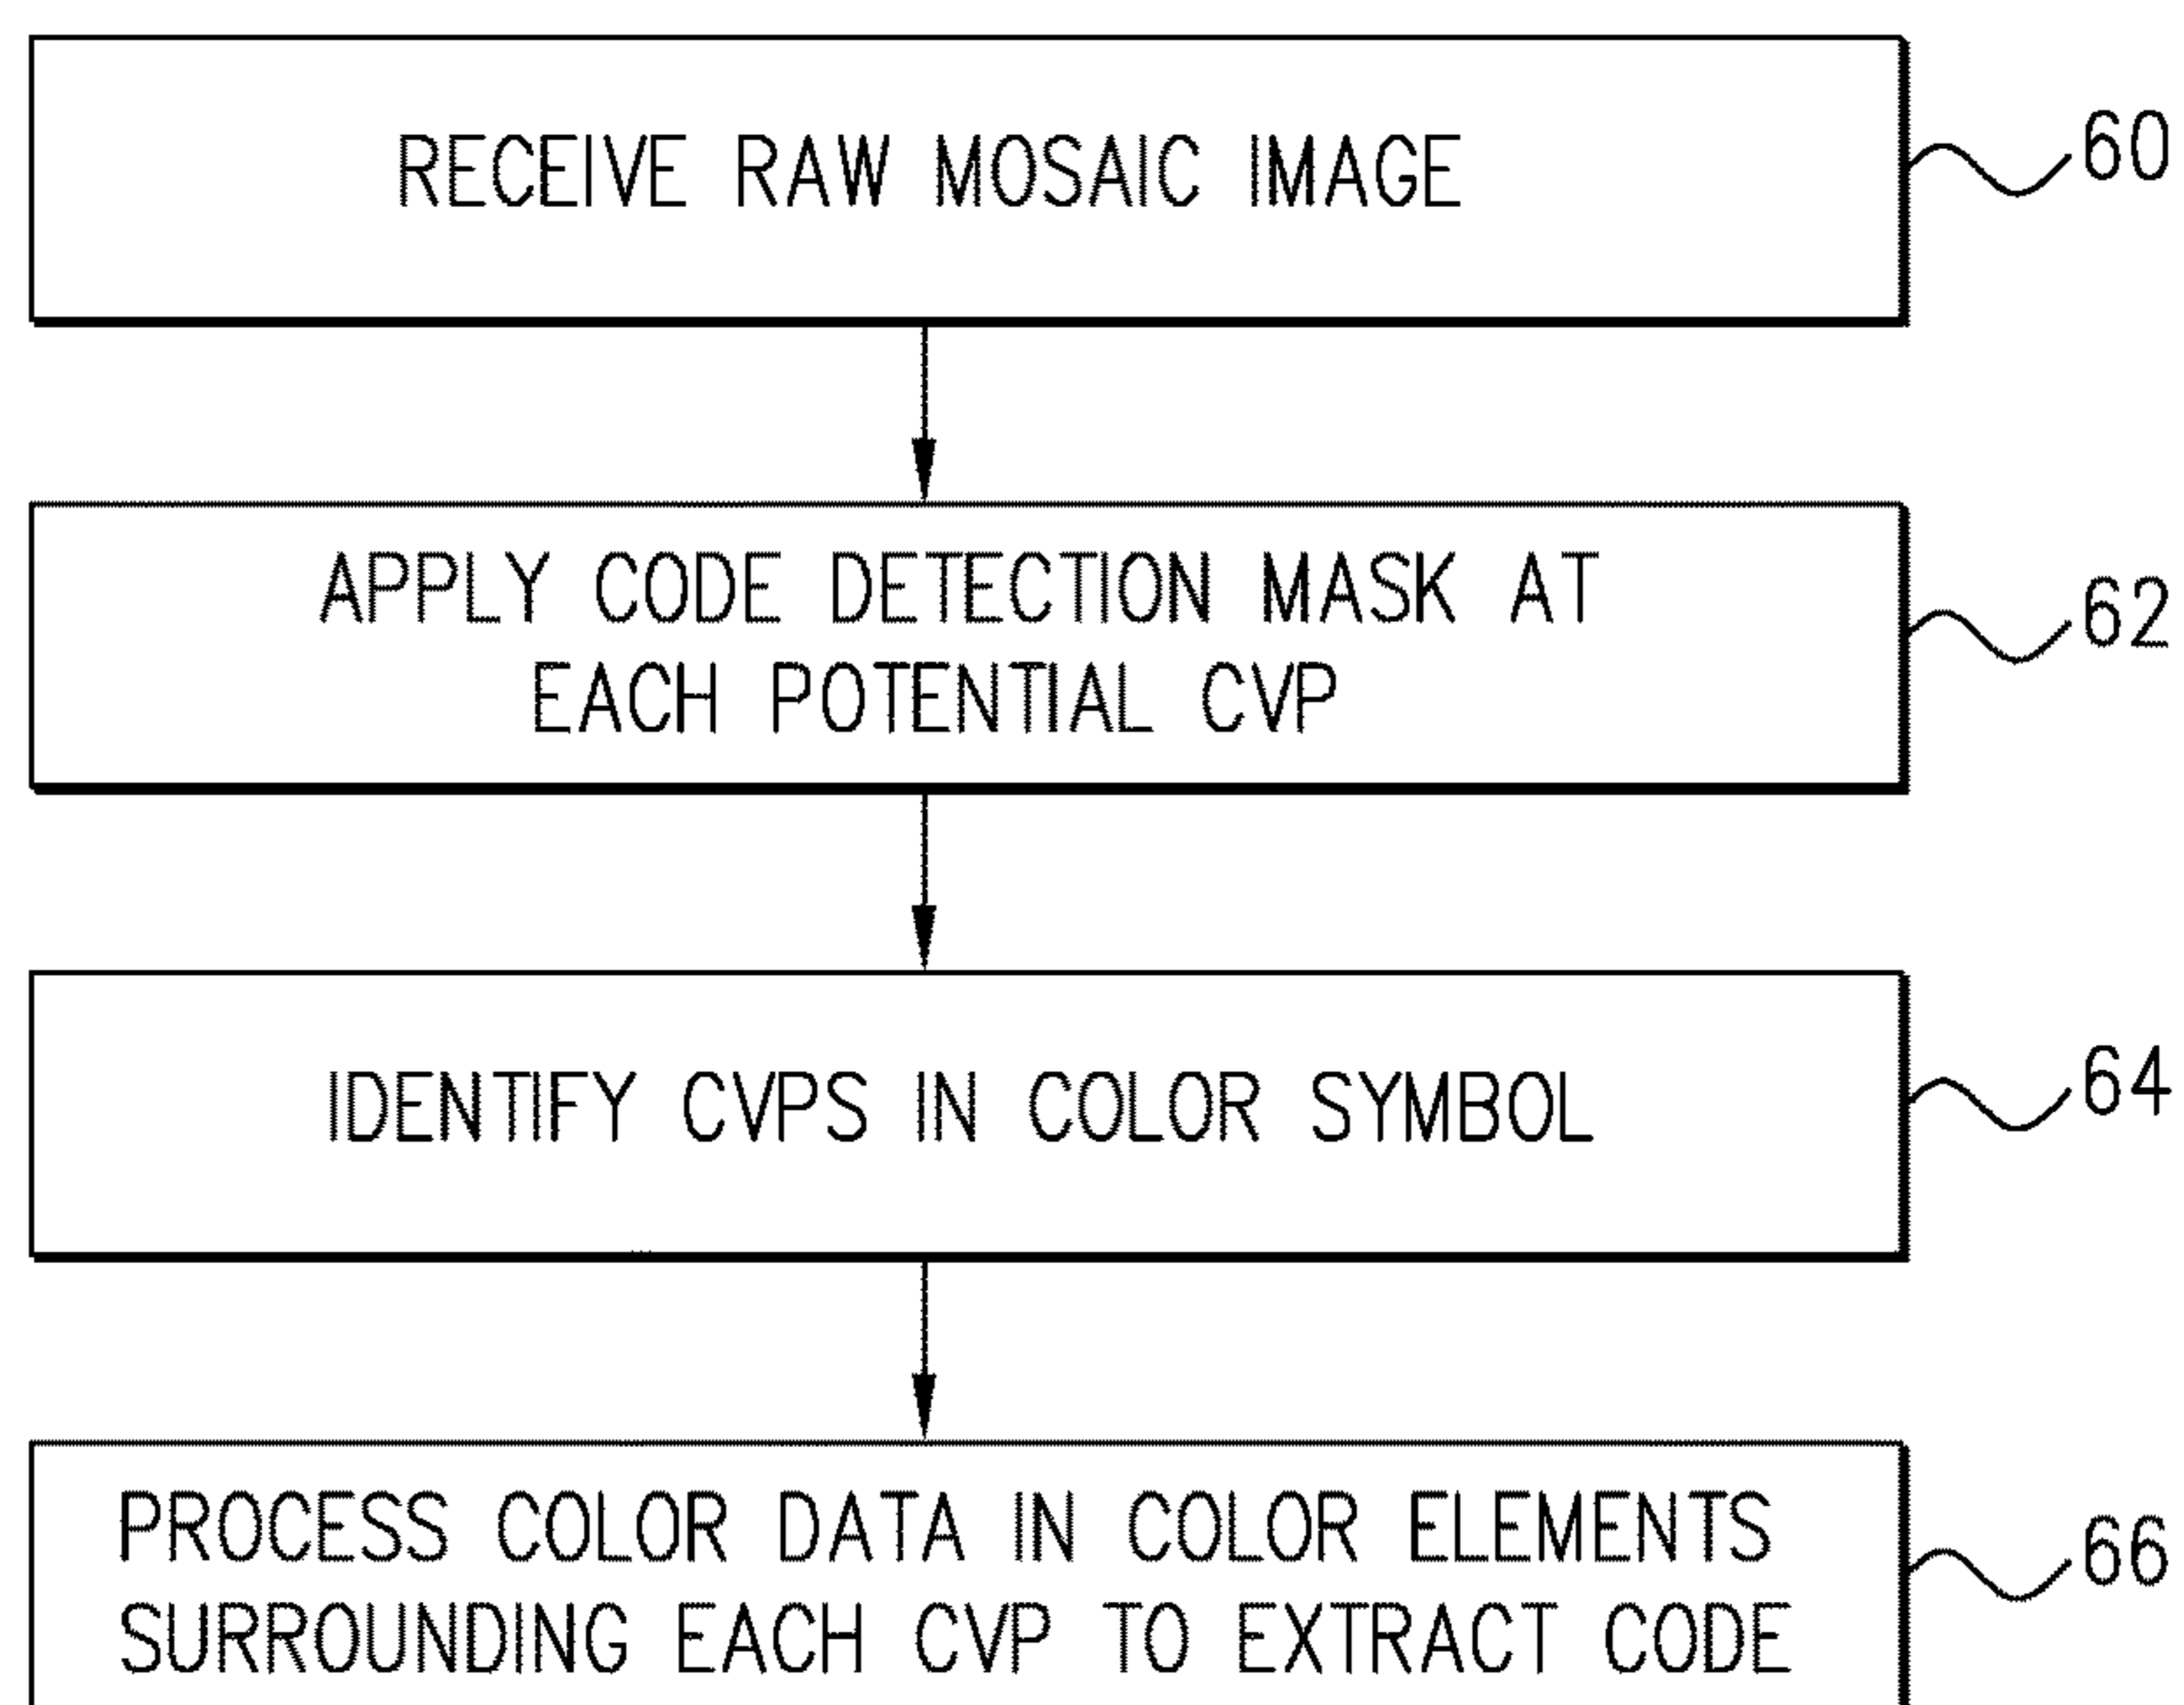 RECEIVE RAW MOSAIC IMAGE
60
APPLY CODE DETECTION MASK AT
EACH POTENTIAL CVP
62
IDENTIFY CVPS IN COLOR SYMBOL
64
PROCESS COLOR DATA IN COLOR ELEMENTS
SURROUNDING EACH CVP TO EXTRACT CODE
66